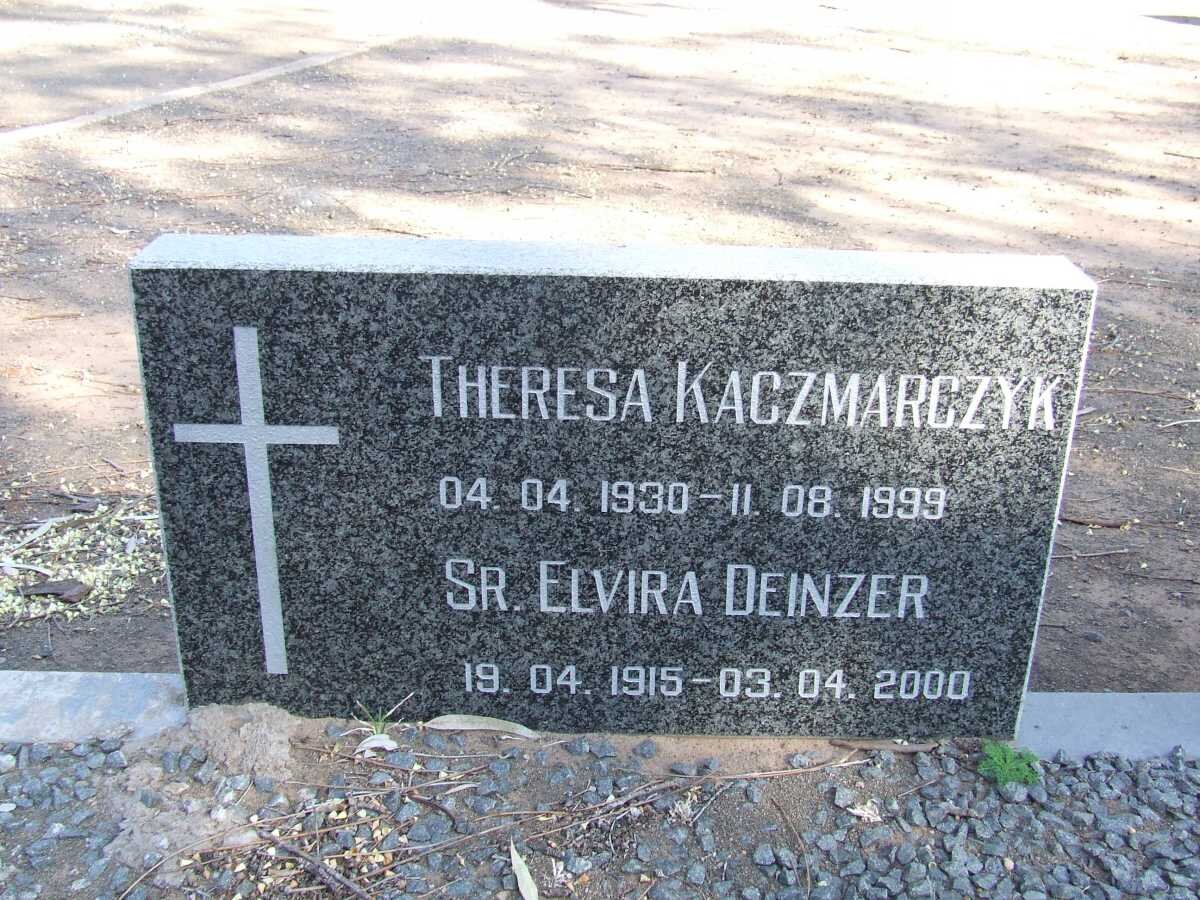 THERESA KACZMARCZYK
04. 04. 1930 - 11. 08. 1999
SR. ELVIRA DEINZER
19. 04. 1915 - 03. 04. 2000